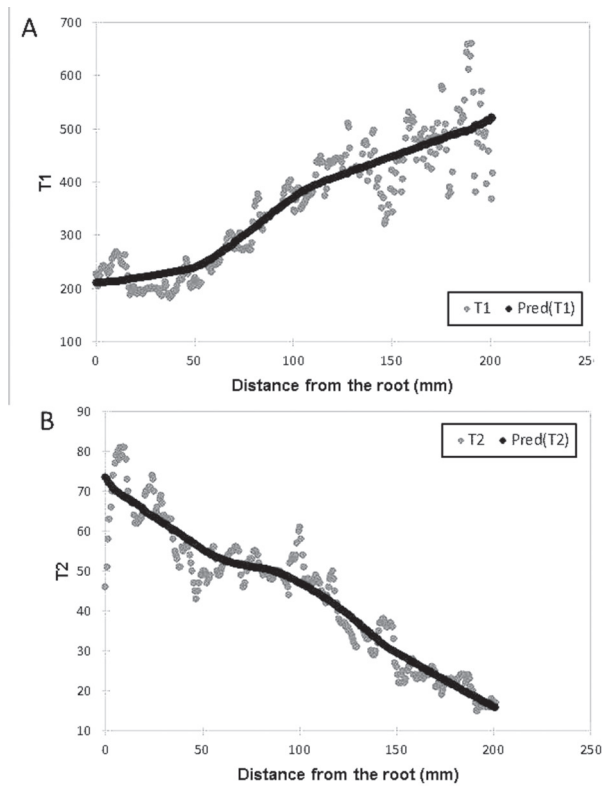 A
700
600
500
400
300
200
100
T1
0 50 100 150 200 25
T1 Pred(T1)
Distance from the root (mm)
B
90
80
70
60
50
40
30
20
10
T2
0 50 100 150 200 250
T2 Pred(T2)
Distance from the root (mm)